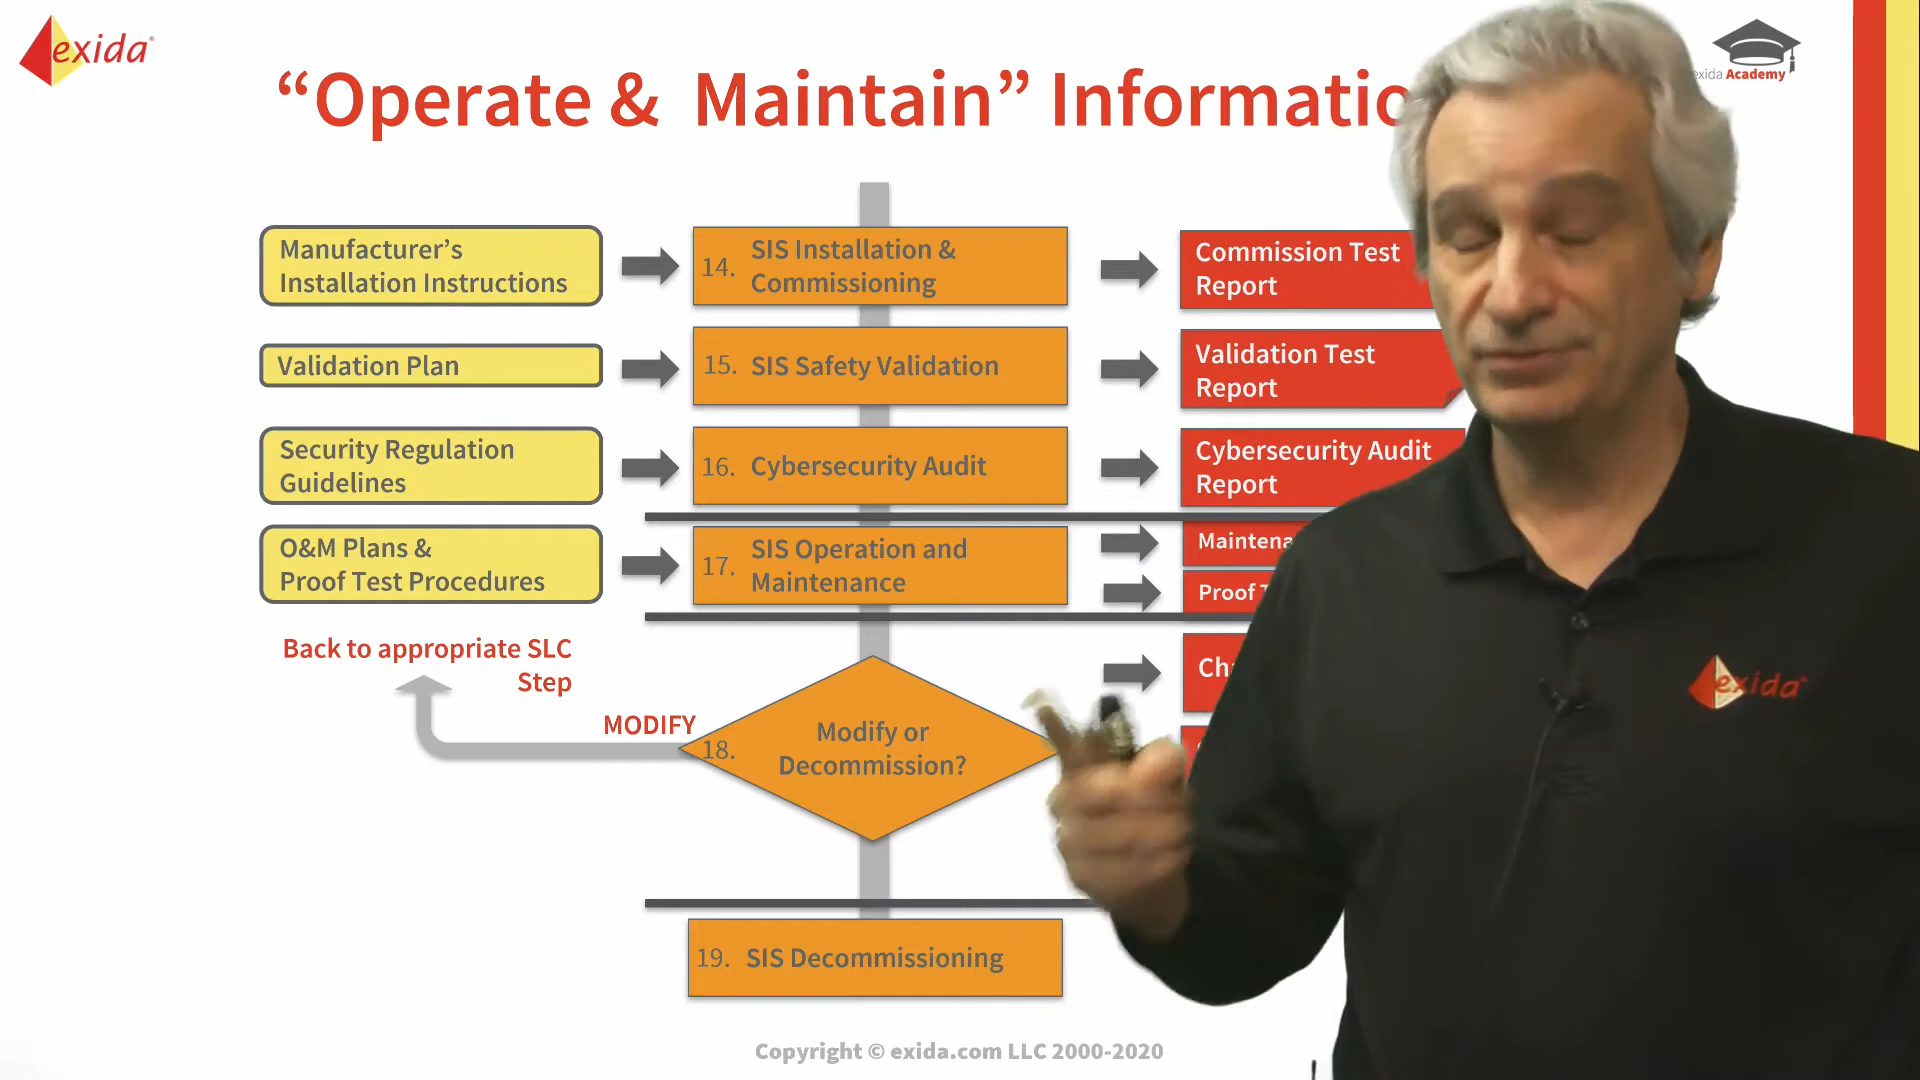 exida
exida Academy
“Operate & Maintain”
Manufacturer’s
Installation Instructions
14. SIS Installation &
Commissioning
Commission Test
Report
Validation Plan
15. SIS Safety Validation
Validation Test
Report
Security Regulation
Guidelines
16. Cybersecurity Audit
Cybersecurity Audit
Report
O&M Plans &
Proof Test Procedures
17. SIS Operation and
Maintenance
Proof
Back to appropriate SLC
Step
MODIFY
18. Modify or
Decommission?
exida
19. SIS Decommissioning
Copyright © exida.com LLC 2000-2020